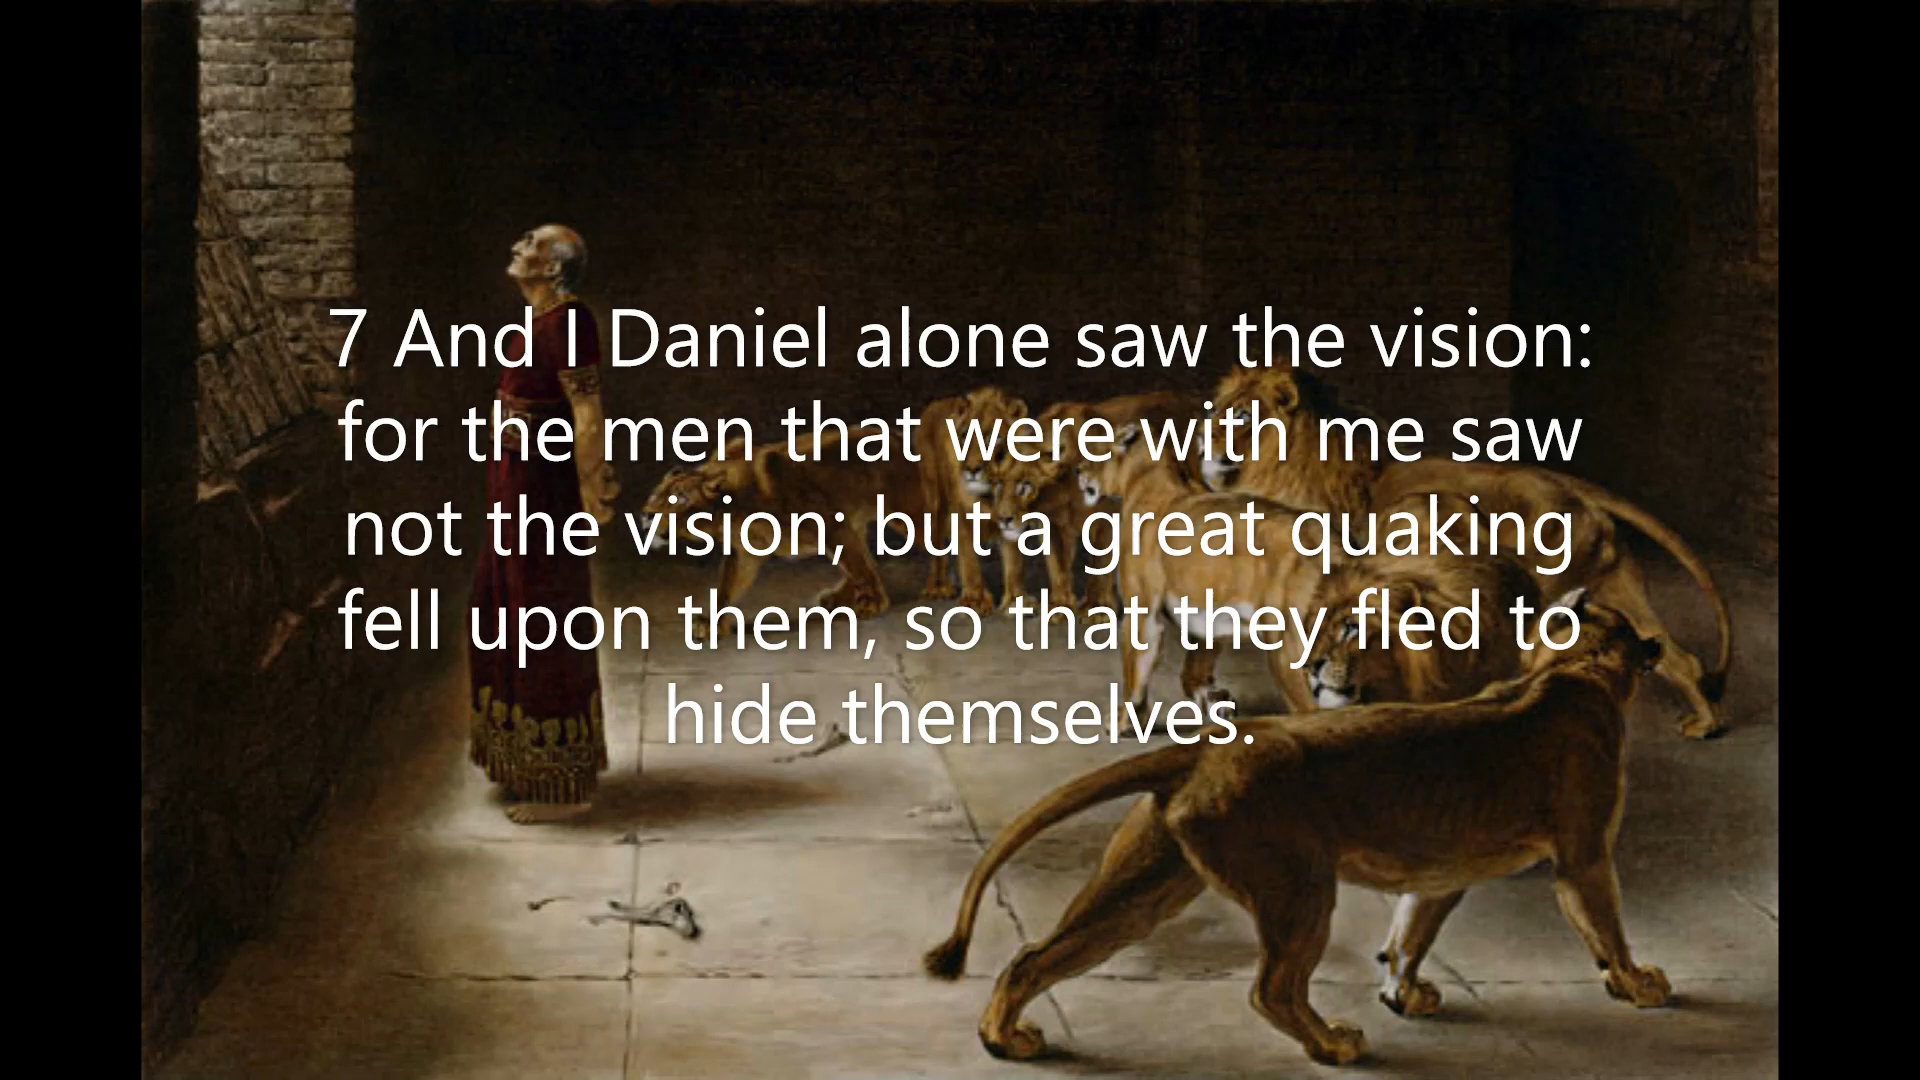 7 And I Daniel alone saw the vision:
for the men that were with me saw
not the vision; but a great quaking
fell upon them, so that they fled to
hide themselves.